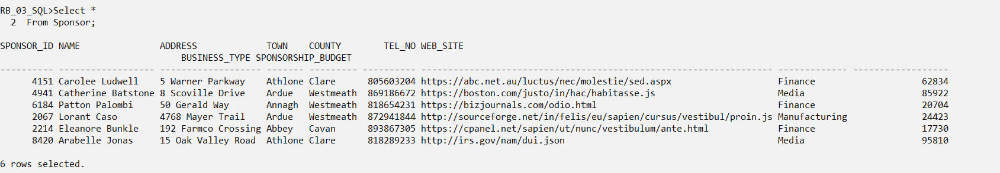 RB_03_SQL>Select *
  2  From Sponsor;

SPONSOR_ID NAME               ADDRESS             TOWN    COUNTY        TEL_NO WEB_SITE
                                  BUSINESS_TYPE SPONSORSHIP_BUDGET
---------- ------------------ ------------------- ------- --------- ---------- ------------------------------------------------------------------ ------------- ------------------
      4151 Carolee Ludwell    5 Warner Parkway    Athlone Clare      805603204 https://abc.net.au/luctus/nec/molestie/sed.aspx                    Finance                    62834
      4941 Catherine Batstone 8 Scoville Drive    Ardue   Westmeath  869186672 https://boston.com/justo/in/hac/habitasse.js                       Media                      85922
      6184 Patton Palombi     50 Gerald Way       Annagh  Westmeath  818654231 https://bizjournals.com/odio.html                                  Finance                    20704
      2067 Lorant Caso        4768 Mayer Trail    Ardue   Westmeath  872941844 http://sourceforge.net/in/felis/eu/sapien/cursus/vestibul/proin.js Manufacturing              24423
      2214 Eleanore Bunkle    192 Farmco Crossing Abbey   Cavan      893867305 https://cpanel.net/sapien/ut/nunc/vestibulum/ante.html             Finance                    17730
      8420 Arabelle Jonas     15 Oak Valley Road  Athlone Clare      818289233 http://irs.gov/nam/dui.json                                        Media                      95810

6 rows selected.